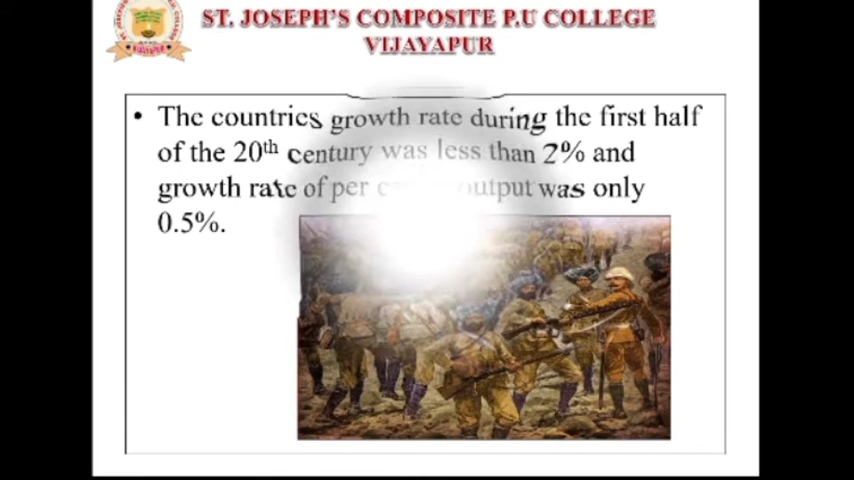 ST. JOSEPH'S COMPOSITE P.U COLLEGE
VIJAYAPUR
• The countries growth rate during the first half
of the 20th century was less than 2% and
growth rate of per output was only
0.5%.